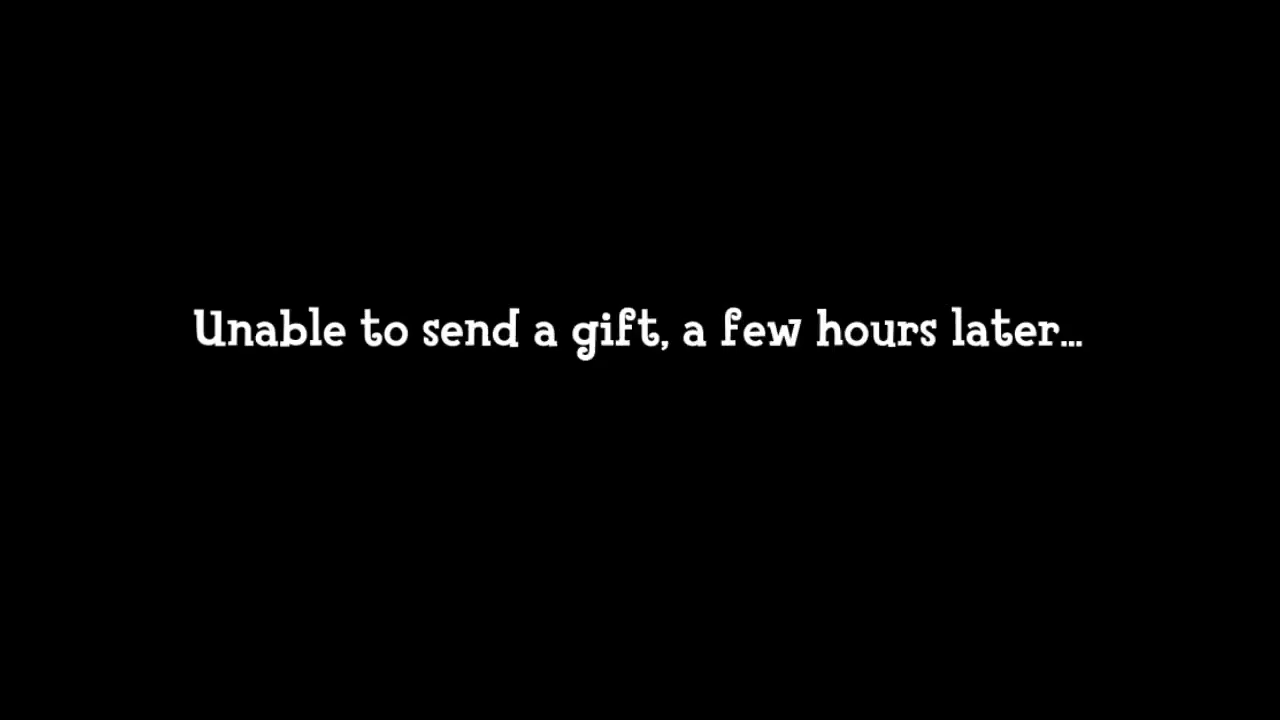 Unable to send a gift, a few hours later...